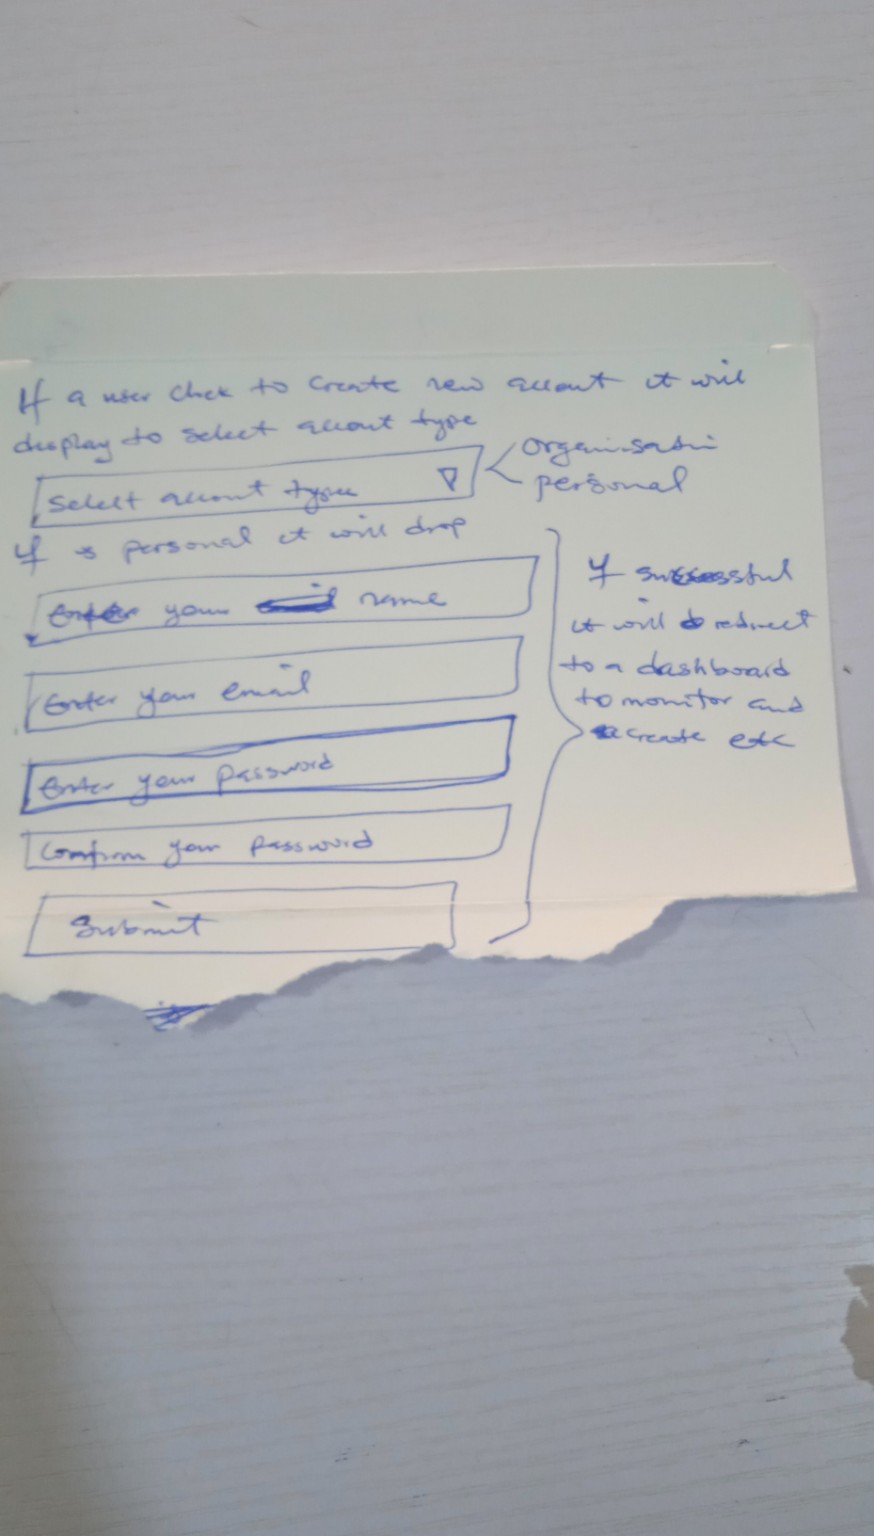 If a user click to create new account it will
display to select account type
Select account type
Organisation
personal
If is personal it will drop
Enter your name
Enter your email
Enter your password
Confirm your password
Submit
If successful
it will redirect
to a dashboard
to monitor and
create etc